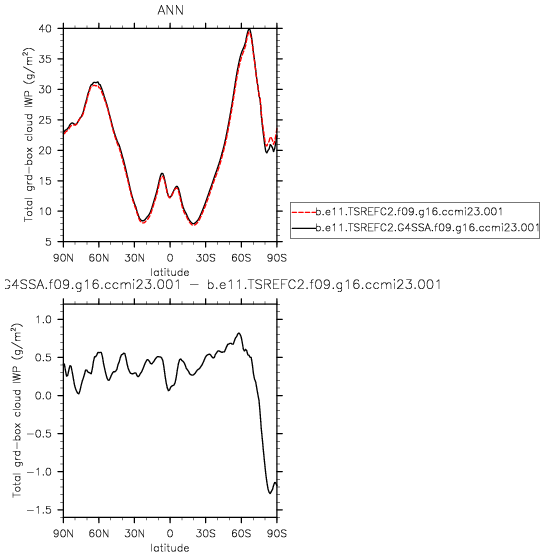 ANN
Total grd-box cloud IWP (g/m²)
40
35
30
25
20
15
10
5
90N 60N 30N 0 30S 60S 90S
latitude
b.e11.TSREFC2.f09.g16.ccmi23.001
b.e11.TSREFC2.G4SSA.f09.g16.ccmi23.001
G4SSA.f09.g16.ccmi23.001 - b.e11.TSREFC2.f09.g16.ccmi23.001
Total grd-box cloud IWP (g/m²)
1.0
0.5
0.0
-0.5
-1.0
-1.5
90N 60N 30N 0 30S 60S 90S
latitude